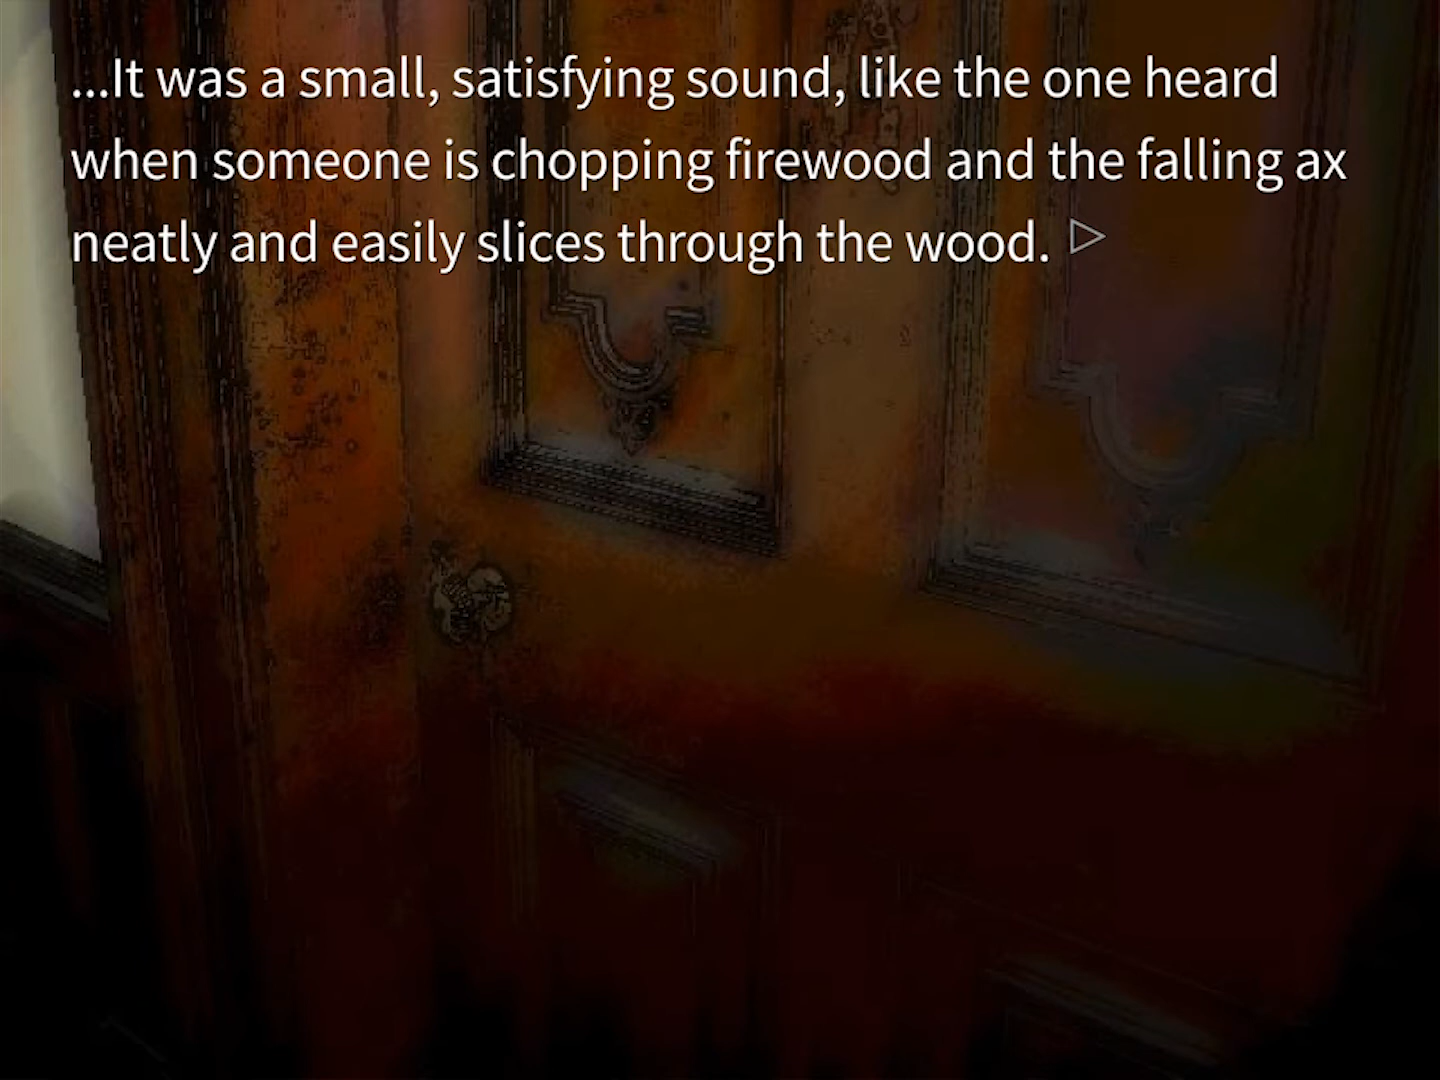 ...It was a small, satisfying sound, like the one heard
when someone is chopping firewood and the falling ax
neatly and easily slices through the wood.